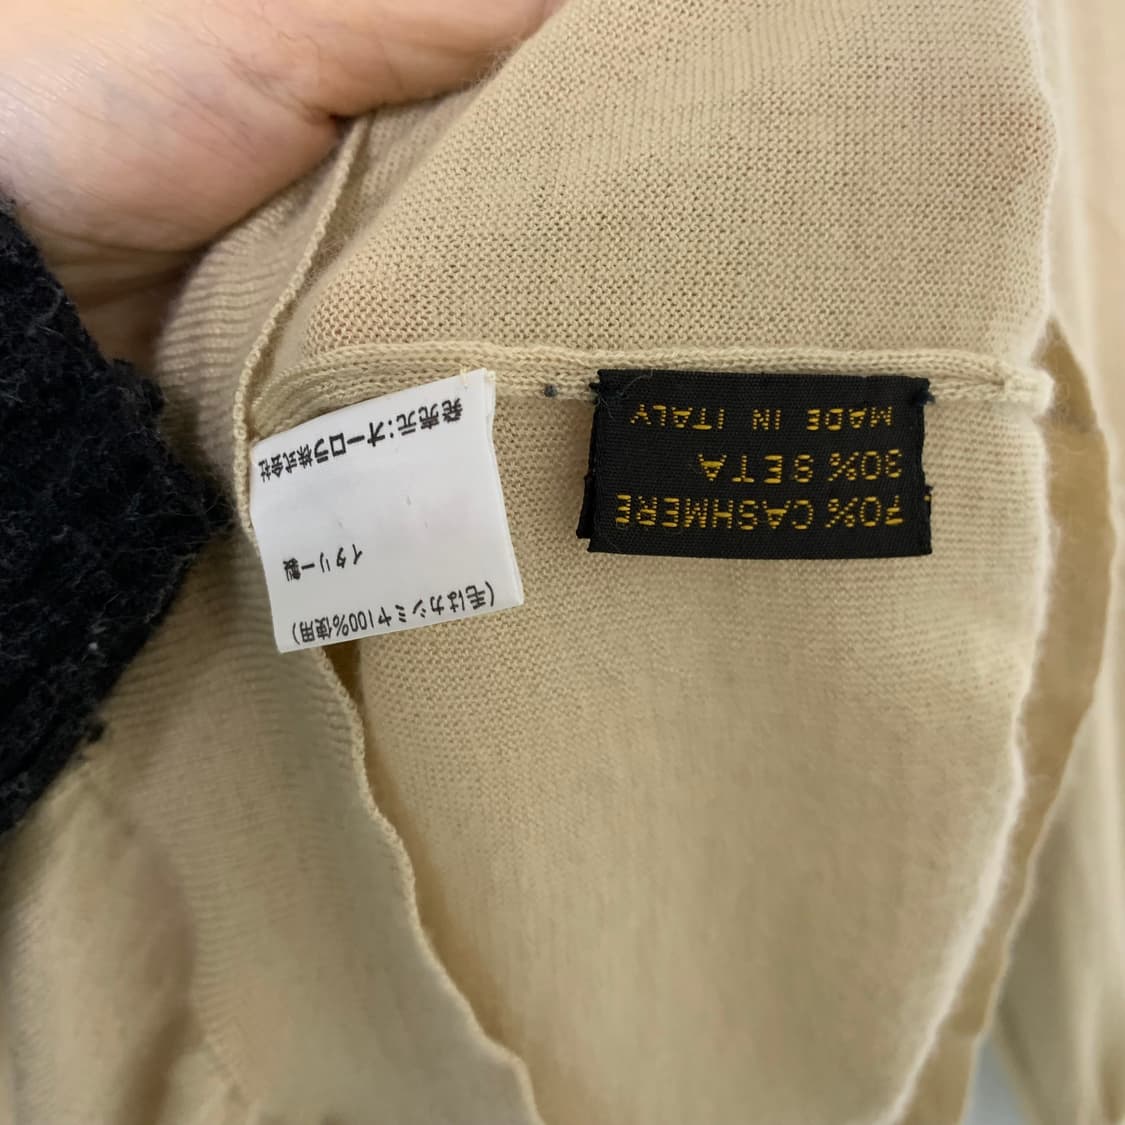 (毛はカシミヤ100%使用)
イタリー製
発売元:オーロラ株式会社
70% CASHMERE
30% SETA
MADE IN ITALY